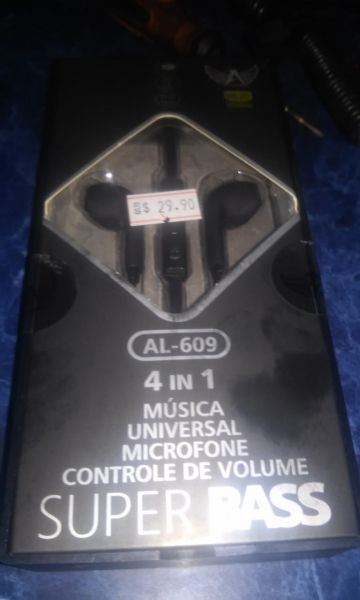 R$ 29.90
AL-609
4 IN 1
MÚSICA
UNIVERSAL
MICROFONE
CONTROLE DE VOLUME
SUPER BASS